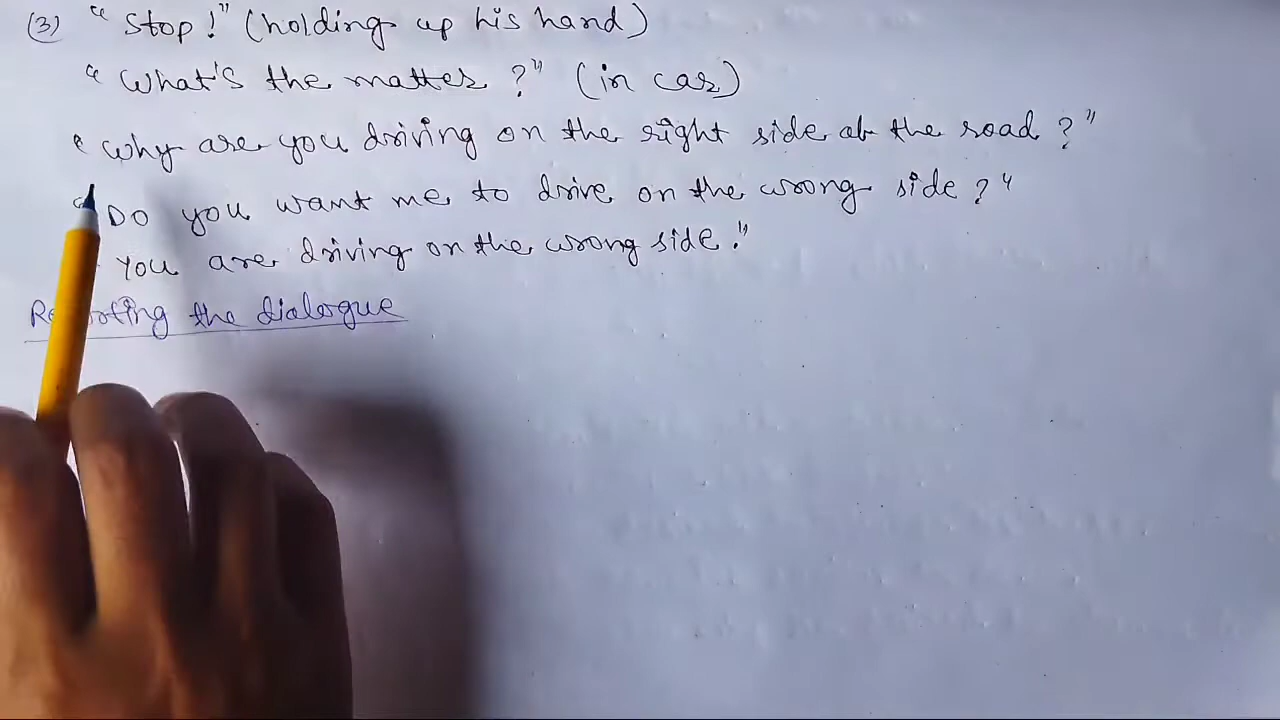 (3) "Stop!" (holding up his hand)
"What's the matter?" (in car)
"Why are you driving on the right side of the road?"
"Do you want me to drive on the wrong side?"
You are driving on the wrong side."
the dialogue